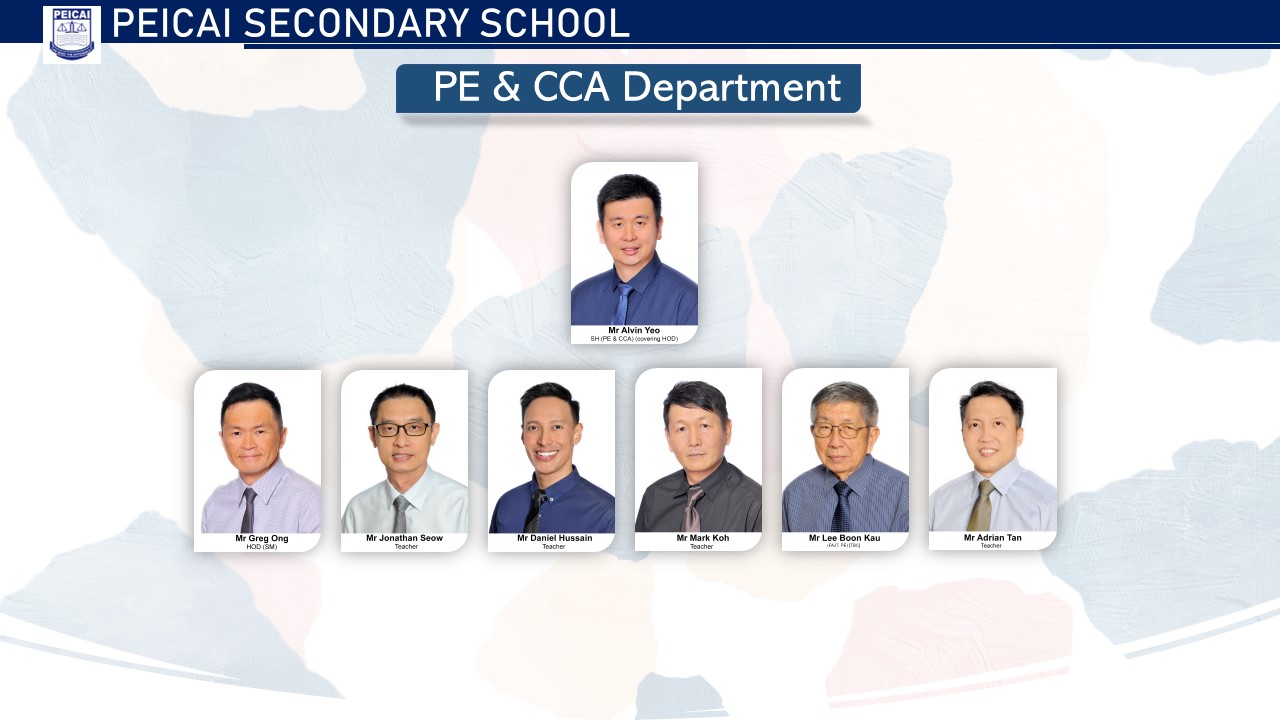 PEICAI
PEICAI SECONDARY SCHOOL
PE & CCA Department
Mr Alvin Yeo
SH (PE & CCA) (covering HOD)
Mr Greg Ong
HOD (SM)
Mr Jonathan Seow
Teacher
Mr Daniel Hussain
Teacher
Mr Mark Koh
Teacher
Mr Lee Boon Kau
Mr Adrian Tan
Teacher